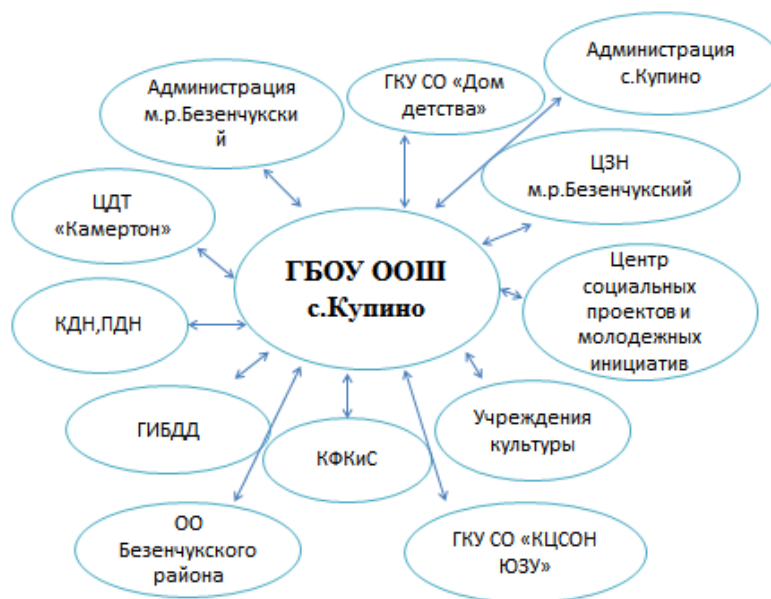 Администрация
с.Купино
Администрация
м.р.Безенчукски
й
ГКУ СО «Дом
детства»
ЦЗН
м.р.Безенчукский
ЦДТ
«Камертон»
ГБОУ ООШ
с.Купино
Центр
социальных
проектов и
молодежных
инициатив
КДН,ПДН
ГИБДД
КФКиС
Учреждения
культуры
ОО
Безенчукского
района
ГКУ СО «КЦСОН
ЮЗУ»